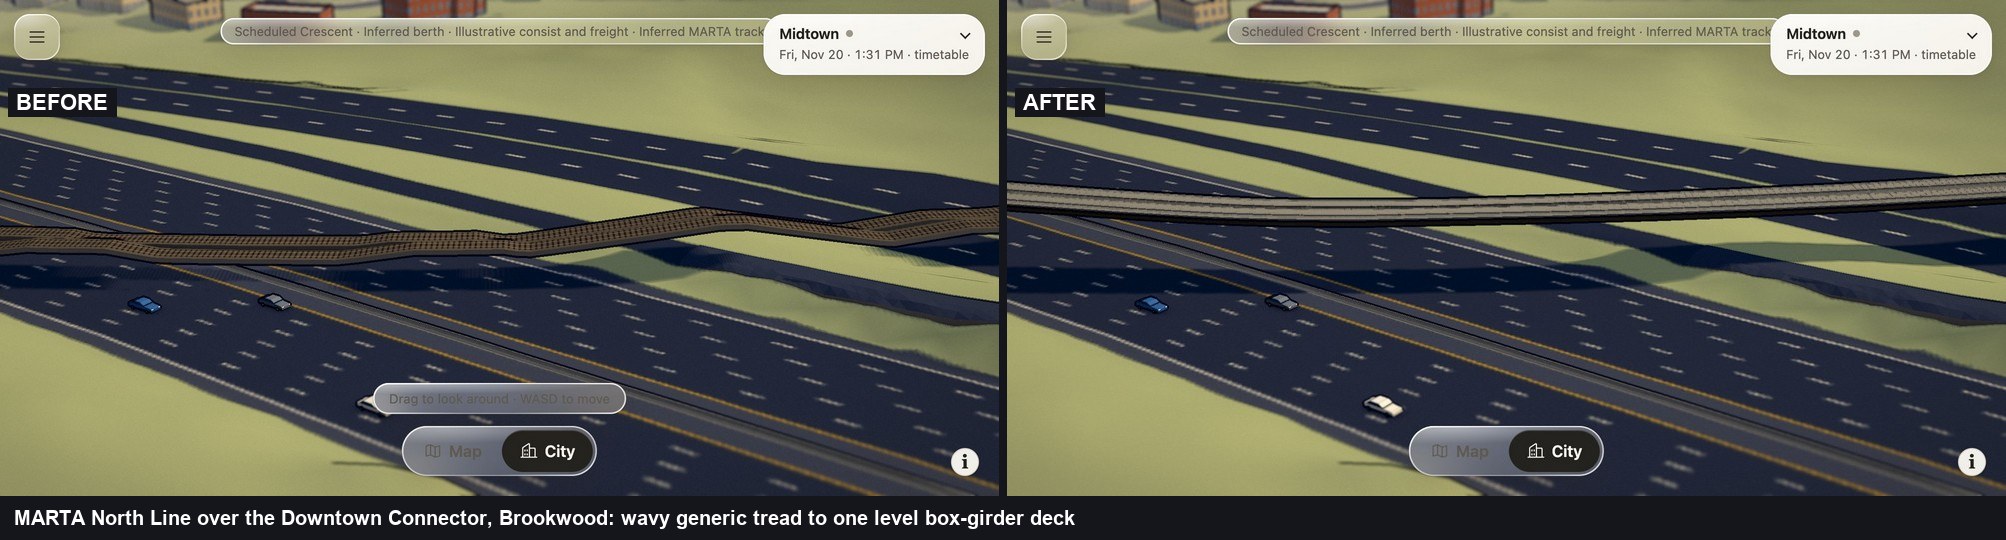 Scheduled Crescent · Inferred berth · Illustrative consist and freight · Inferred MARTA track
Midtown
Fri, Nov 20 · 1:31 PM · timetable
BEFORE
Drag to look around · WASD to move
Map
City
i
Scheduled Crescent · Inferred berth · Illustrative consist and freight · Inferred MARTA track
Midtown
Fri, Nov 20 · 1:31 PM · timetable
AFTER
Map
City
i
MARTA North Line over the Downtown Connector, Brookwood: wavy generic tread to one level box-girder deck